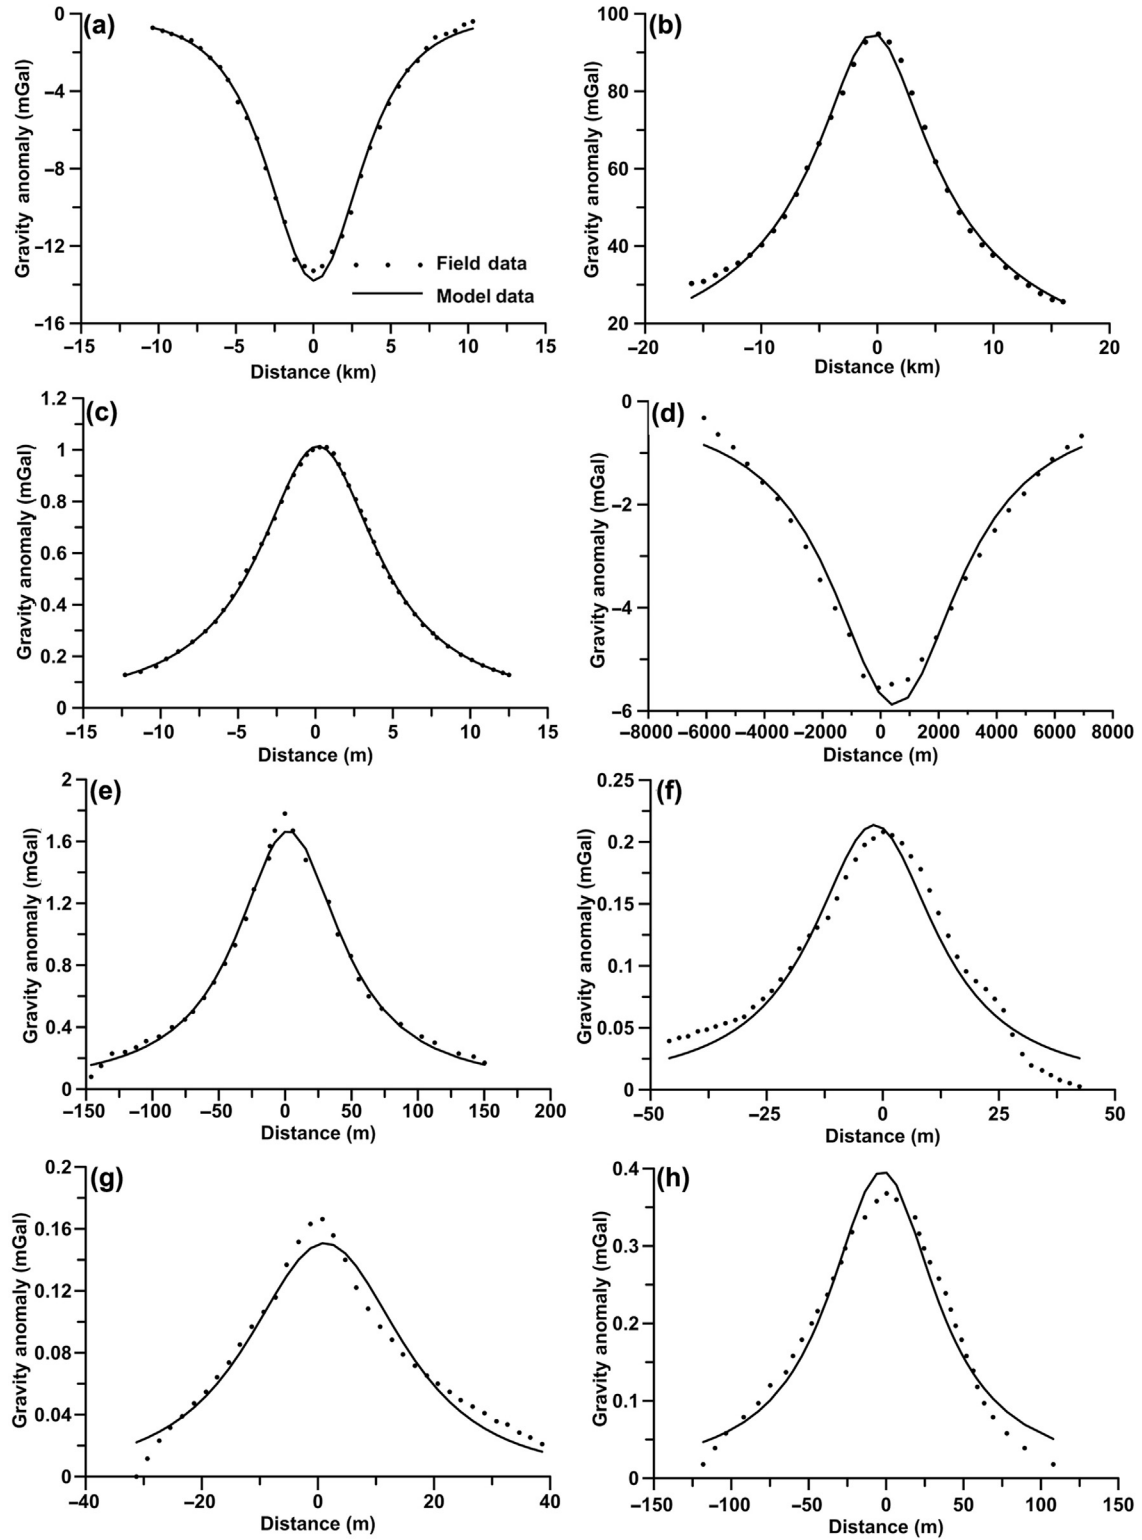 (a)
0
−4
−8
−12
−16
Gravity anomaly (mGal)
Field data
Model data
−15 −10 −5 0 5 10 15
Distance (km)
(b)
100
80
60
40
20
Gravity anomaly (mGal)
−20 −10 0 10 20
Distance (km)
(c)
1.2
1
0.8
0.6
0.4
0.2
0
Gravity anomaly (mGal)
−15 −10 −5 0 5 10 15
Distance (m)
(d)
0
−2
−4
−6
Gravity anomaly (mGal)
−8000 −6000 −4000 −2000 0 2000 4000 6000 8000
Distance (m)
(e)
2
1.6
1.2
0.8
0.4
0
Gravity anomaly (mGal)
−150 −100 −50 0 50 100 150 200
Distance (m)
(f)
0.25
0.2
0.15
0.1
0.05
0
Gravity anomaly (mGal)
−50 −25 0 25 50
Distance (m)
(g)
0.2
0.16
0.12
0.08
0.04
0
Gravity anomaly (mGal)
−40 −20 0 20 40
Distance (m)
(h)
0.4
0.3
0.2
0.1
0
Gravity anomaly (mGal)
−150 −100 −50 0 50 100 150
Distance (m)